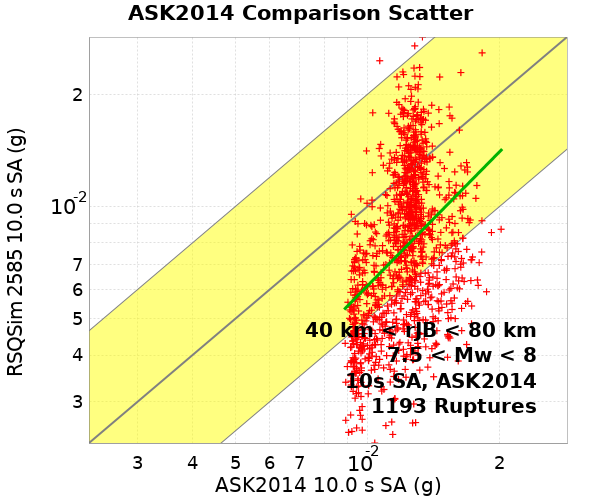 ASK2014 Comparison Scatter
RSQSim 2585 10.0 s SA (g)
2
10-2
7
6
5
4
3
40 km < rJB < 80 km
7.5 < Mw < 8
10s SA, ASK2014
1193 Ruptures
3 4 5 6 7 10-2 2
ASK2014 10.0 s SA (g)